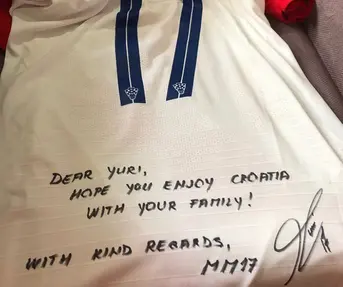 DEAR YURI,
HOPE YOU ENJOY CROATIA
WITH YOUR FAMILY!
WITH KIND REGARDS,
MM17